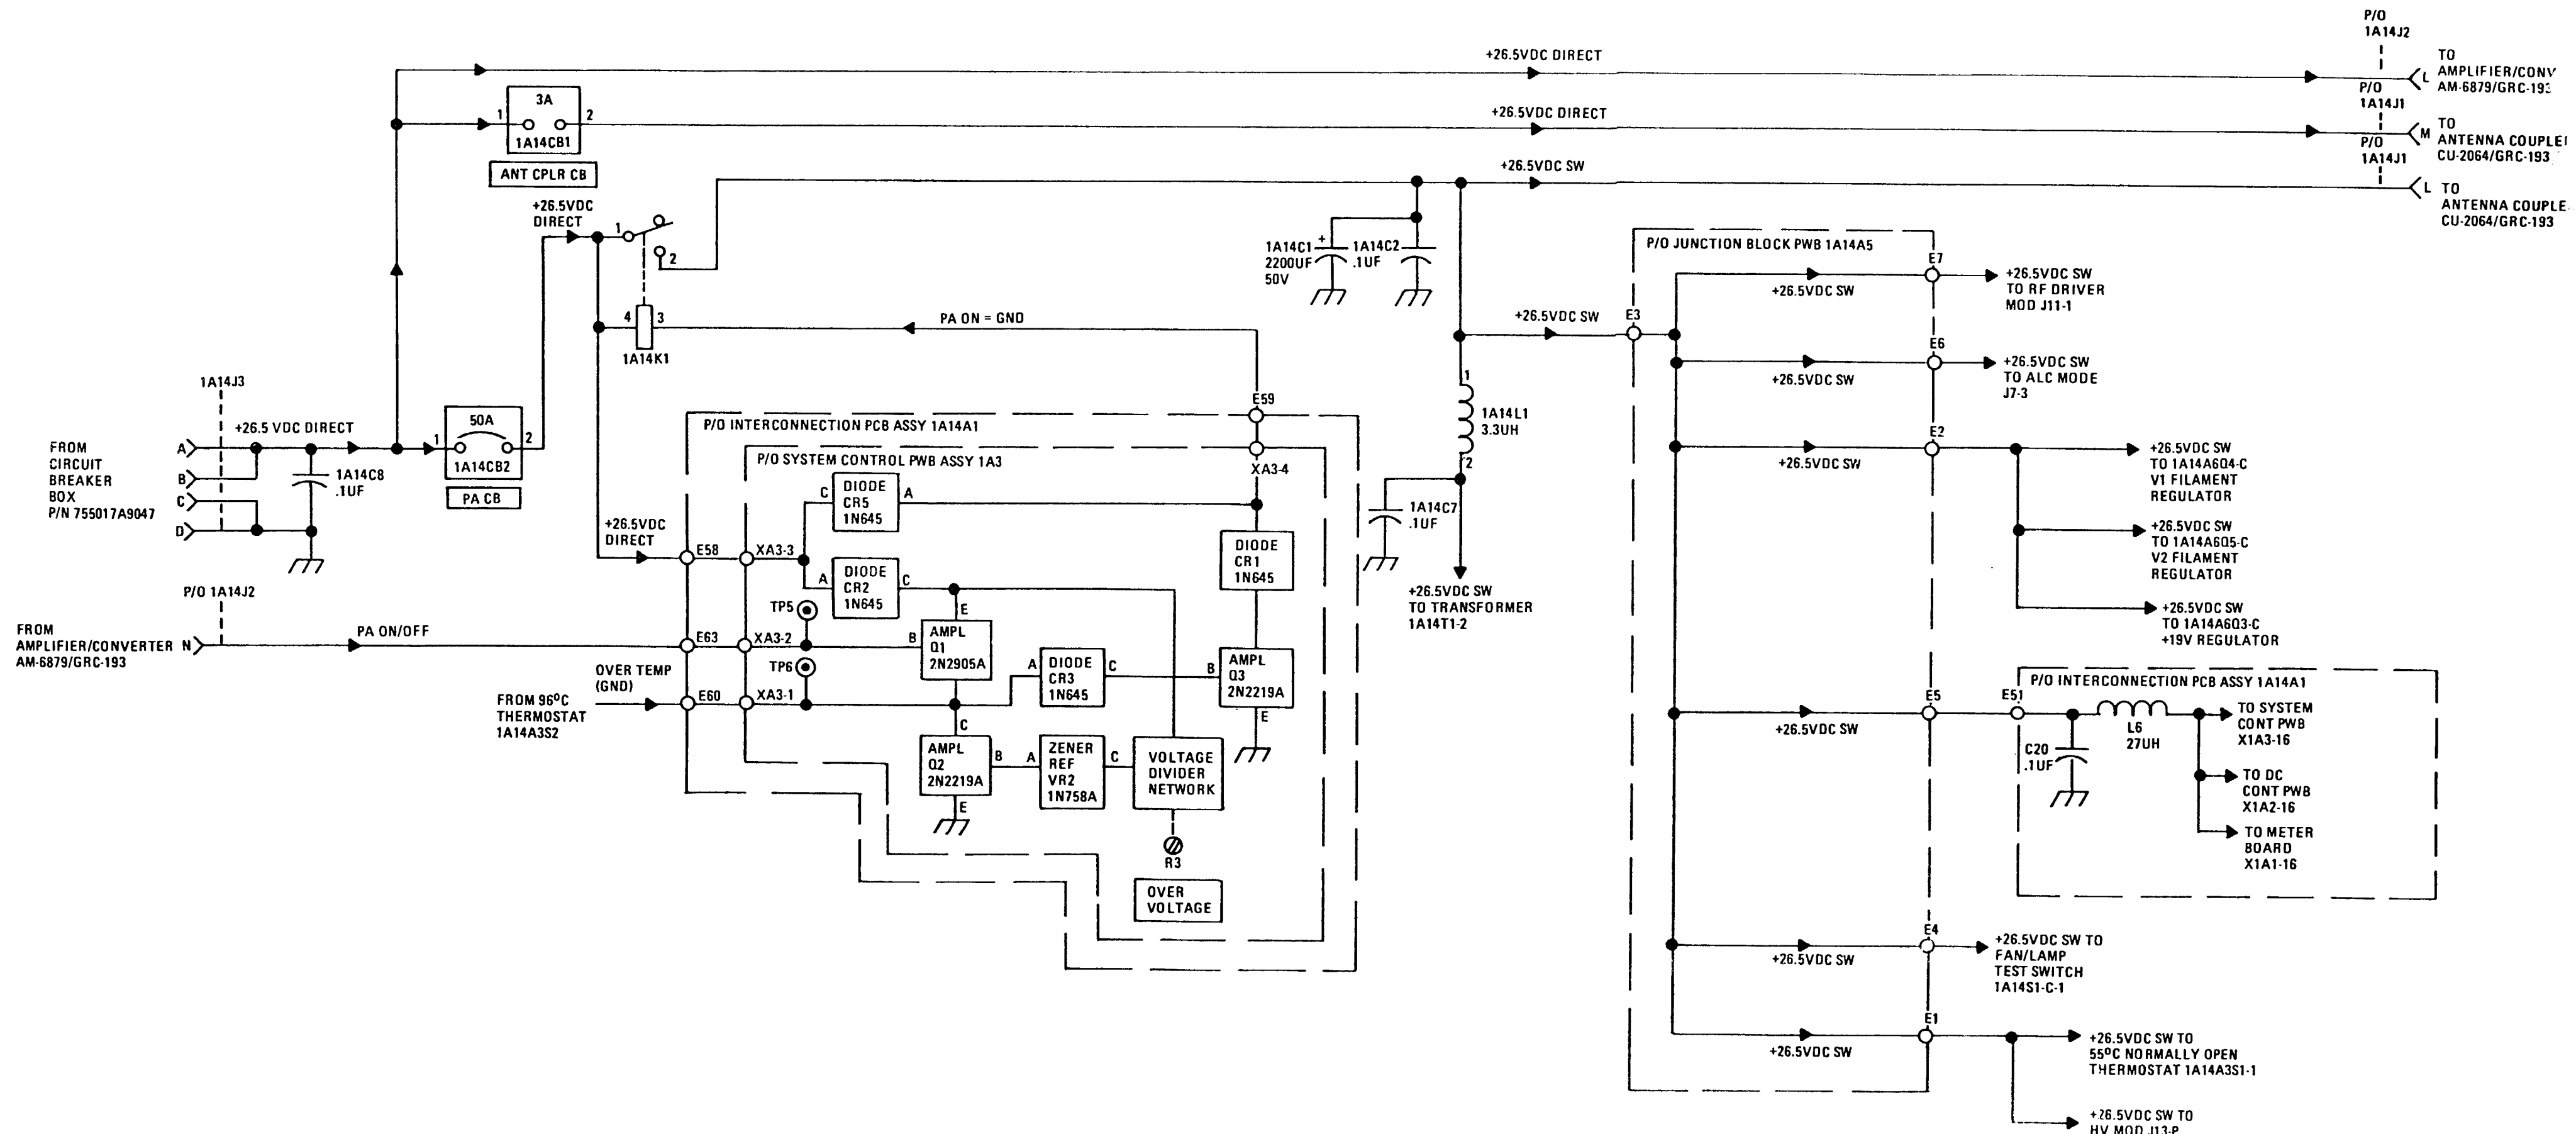 P/O
1A14J2
+26.5VDC DIRECT
L
TO
AMPLIFIER/CONV
AM-6879/GRC-193
P/O
1A14J1
3A
1
2
1A14CB1
ANT CPLR CB
+26.5VDC DIRECT
M
TO
ANTENNA COUPLE
CU-2064/GRC-193
P/O
1A14J1
+26.5VDC SW
L
TO
ANTENNA COUPLE
CU-2064/GRC-193
+26.5VDC
DIRECT
1
2
4
3
1A14K1
PA ON = GND
1A14C1
2200UF
50V
+
1A14C2
.1UF
+26.5VDC SW
E3
1
1A14L1
3.3UH
2
1A14C7
.1UF
+26.5VDC SW
TO TRANSFORMER
1A14T1-2
FROM
CIRCUIT
BREAKER
BOX
P/N 755017A9047
A
B
C
D
1A14J3
+26.5 VDC DIRECT
1A14C8
.1UF
50A
1
2
1A14CB2
PA CB
+26.5VDC
DIRECT
P/O 1A14J2
FROM
AMPLIFIER/CONVERTER
AM-6879/GRC-193
N
PA ON/OFF
OVER TEMP
(GND)
FROM 96ºC
THERMOSTAT
1A14A3S2
E59
P/O INTERCONNECTION PCB ASSY 1A14A1
P/O SYSTEM CONTROL PWB ASSY 1A3
XA3-4
E58
XA3-3
C
DIODE
CR5
1N645
A
A
DIODE
CR2
1N645
C
DIODE
CR1
1N645
TP5
E63
XA3-2
B
E
AMPL
Q1
2N2905A
TP6
E60
XA3-1
A
DIODE
CR3
1N645
C
B
AMPL
Q3
2N2219A
E
C
AMPL
Q2
2N2219A
B
E
A
ZENER
REF
VR2
1N758A
C
VOLTAGE
DIVIDER
NETWORK
R3
OVER
VOLTAGE
P/O JUNCTION BLOCK PWB 1A14A5
+26.5VDC SW
E7
+26.5VDC SW
TO RF DRIVER
MOD J11-1
+26.5VDC SW
E6
+26.5VDC SW
TO ALC MODE
J7-3
+26.5VDC SW
E2
+26.5VDC SW
TO 1A14A6Q4-C
V1 FILAMENT
REGULATOR
+26.5VDC SW
TO 1A14A6Q5-C
V2 FILAMENT
REGULATOR
+26.5VDC SW
TO 1A14A6Q3-C
+19V REGULATOR
+26.5VDC SW
E5
E51
P/O INTERCONNECTION PCB ASSY 1A14A1
C20
.1UF
L6
27UH
TO SYSTEM
CONT PWB
X1A3-16
TO DC
CONT PWB
X1A2-16
TO METER
BOARD
X1A1-16
+26.5VDC SW
E4
+26.5VDC SW TO
FAN/LAMP
TEST SWITCH
1A14S1-C-1
+26.5VDC SW
E1
+26.5VDC SW TO
55ºC NORMALLY OPEN
THERMOSTAT 1A14A3S1-1
+26.5VDC SW TO
HV MOD J13-P